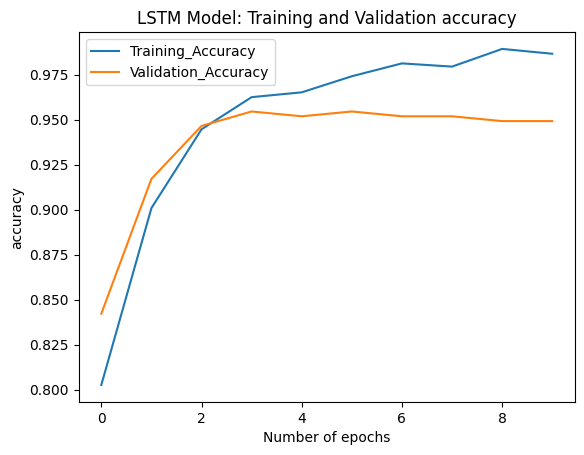 LSTM Model: Training and Validation accuracy
Training_Accuracy
Validation_Accuracy
0.975
0.950
0.925
0.900
0.875
0.850
0.825
0.800
accuracy
0 2 4 6 8
Number of epochs